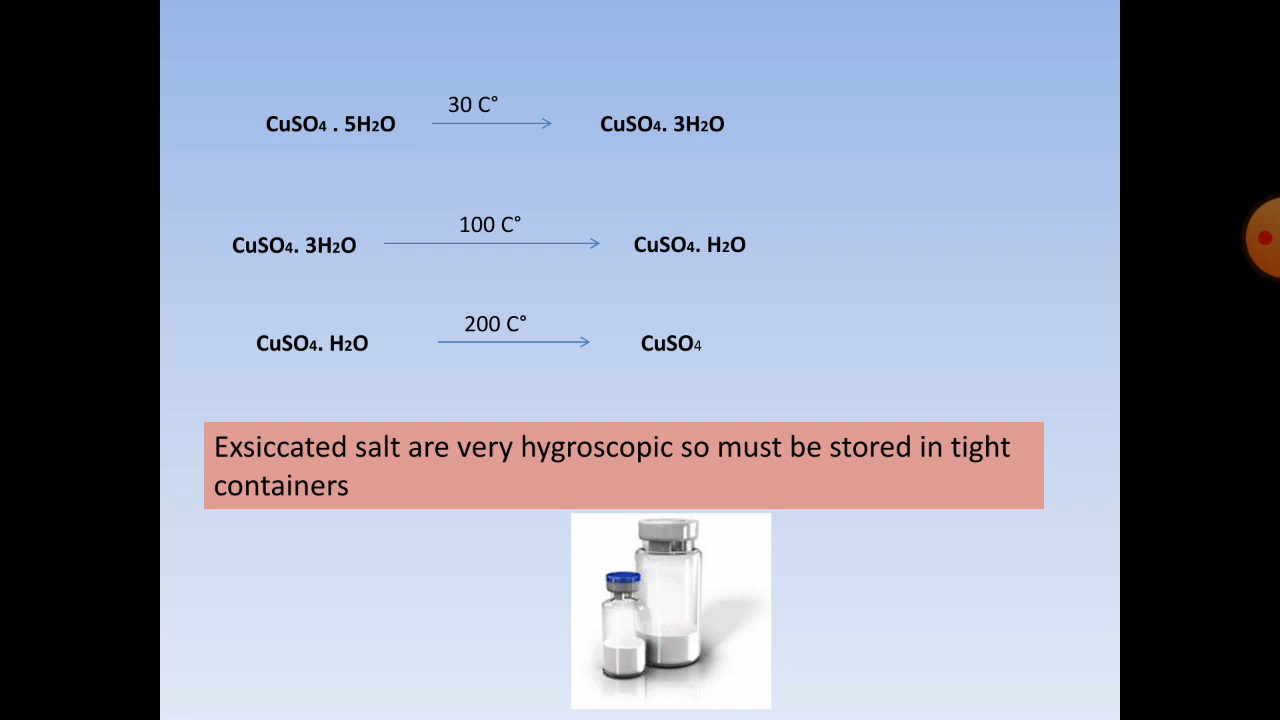 30 C°
CuSO4 . 5H2O CuSO4. 3H2O
100 C°
CuSO4. 3H2O CuSO4. H2O
200 C°
CuSO4. H2O CuSO4
Exsiccated salt are very hygroscopic so must be stored in tight
containers